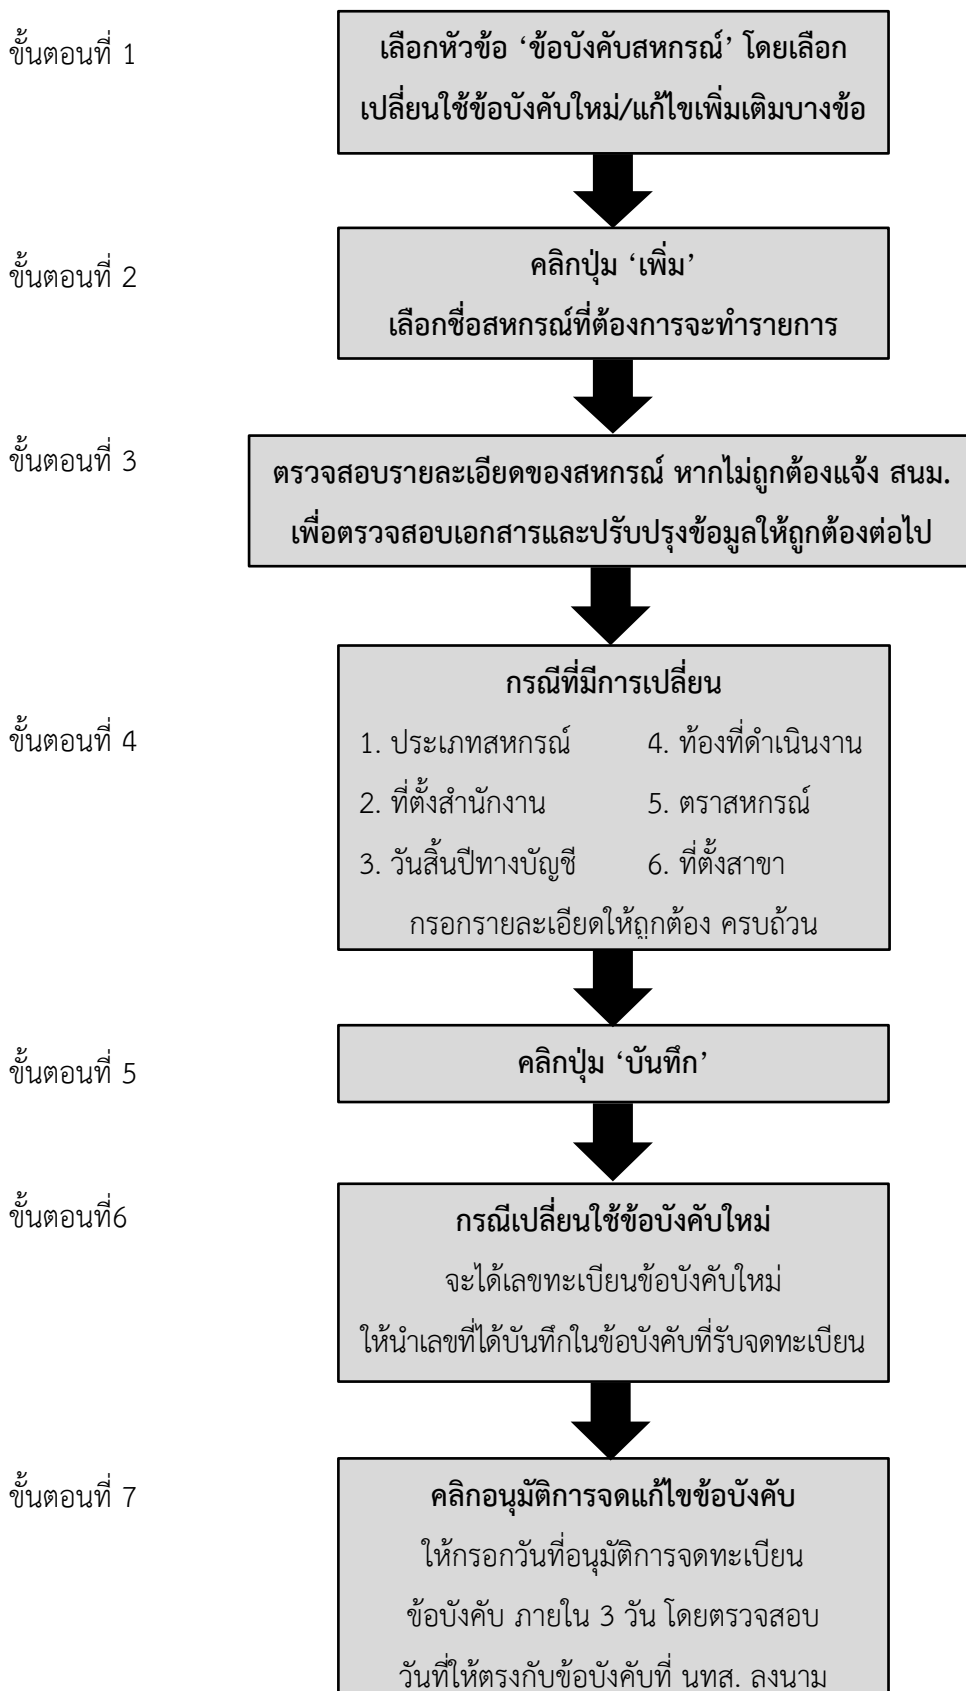 ขั้นตอนที่ 1
เลือกหัวข้อ ‘ข้อบังคับสหกรณ์’ โดยเลือก
เปลี่ยนใช้ข้อบังคับใหม่/แก้ไขเพิ่มเติมบางข้อ
ขั้นตอนที่ 2
คลิกปุ่ม ‘เพิ่ม’
เลือกชื่อสหกรณ์ที่ต้องการจะทำรายการ
ขั้นตอนที่ 3
ตรวจสอบรายละเอียดของสหกรณ์ หากไม่ถูกต้องแจ้ง สนม.
เพื่อตรวจสอบเอกสารและปรับปรุงข้อมูลให้ถูกต้องต่อไป
ขั้นตอนที่ 4
กรณีที่มีการเปลี่ยน
1. ประเภทสหกรณ์ 4. ท้องที่ดำเนินงาน
2. ที่ตั้งสำนักงาน 5. ตราสหกรณ์
3. วันสิ้นปีทางบัญชี 6. ที่ตั้งสาขา
กรอกรายละเอียดให้ถูกต้อง ครบถ้วน
ขั้นตอนที่ 5
คลิกปุ่ม ‘บันทึก’
ขั้นตอนที่6
กรณีเปลี่ยนใช้ข้อบังคับใหม่
จะได้เลขทะเบียนข้อบังคับใหม่
ให้นำเลขที่ได้บันทึกในข้อบังคับที่รับจดทะเบียน
ขั้นตอนที่ 7
คลิกอนุมัติการจดแก้ไขข้อบังคับ
ให้กรอกวันที่อนุมัติการจดทะเบียน
ข้อบังคับ ภายใน 3 วัน โดยตรวจสอบ
วันที่ให้ตรงกับข้อบังคับที่ นทส. ลงนาม